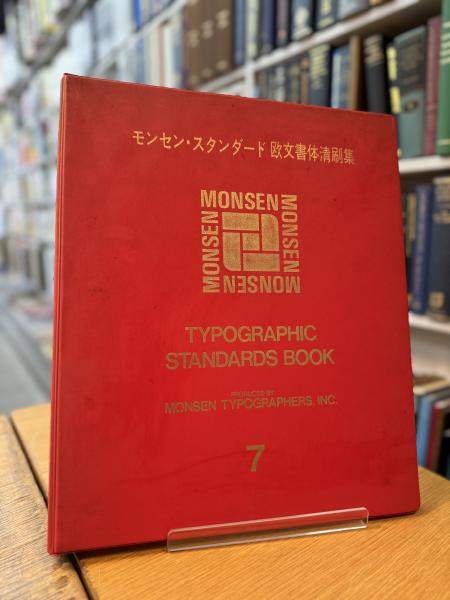 モンセン・スタンダード 欧文書体清刷集
MONSEN
MONSEN
MONSEN
MONSEN
TYPOGRAPHIC
STANDARDS BOOK
PRODUCED BY
MONSEN TYPOGRAPHERS, INC.
7